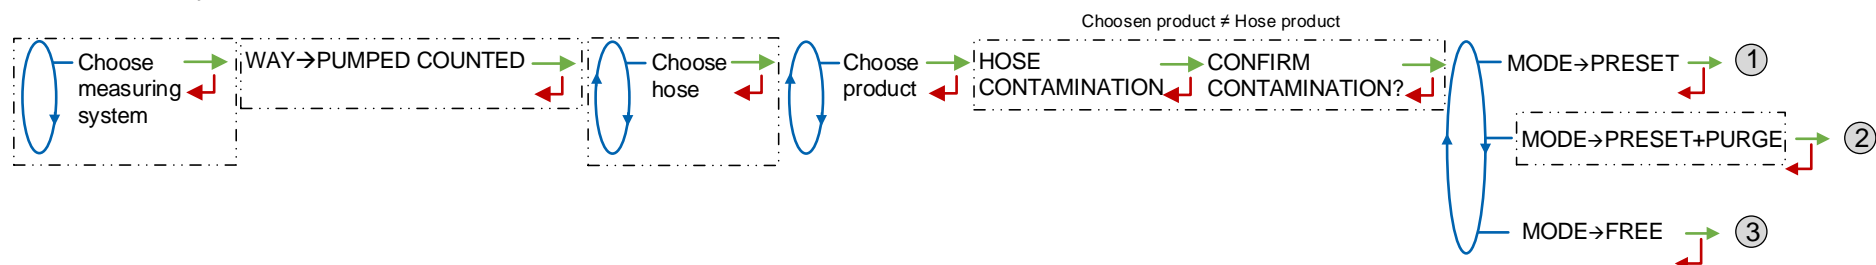 Choosen product ≠ Hose product
Choose
measuring
system
WAY→PUMPED COUNTED
Choose
hose
Choose
product
HOSE
CONTAMINATION
CONFIRM
CONTAMINATION?
MODE→PRESET
1
MODE→PRESET+PURGE
2
MODE→FREE
3